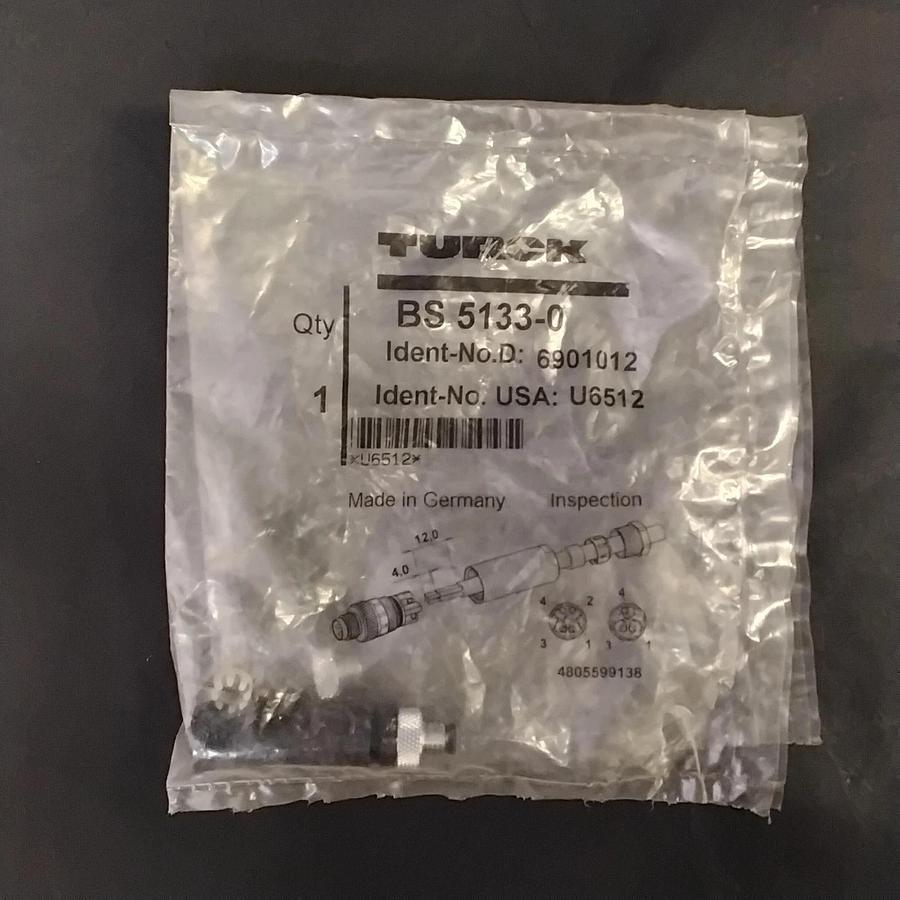 TURCK
BS 5133-0
Qty
Ident-No.D: 6901012
1
Ident-No. USA: U6512
*U6512*
Made in Germany Inspection
12,0
4,0
4 2
3 1
4
3 1
4805599138